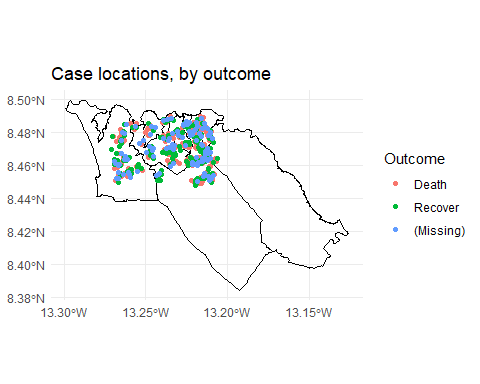 Case locations, by outcome
8.50°N
8.48°N
8.46°N
8.44°N
8.42°N
8.40°N
8.38°N
13.30°W
13.25°W
13.20°W
13.15°W
Outcome
Death
Recover
(Missing)